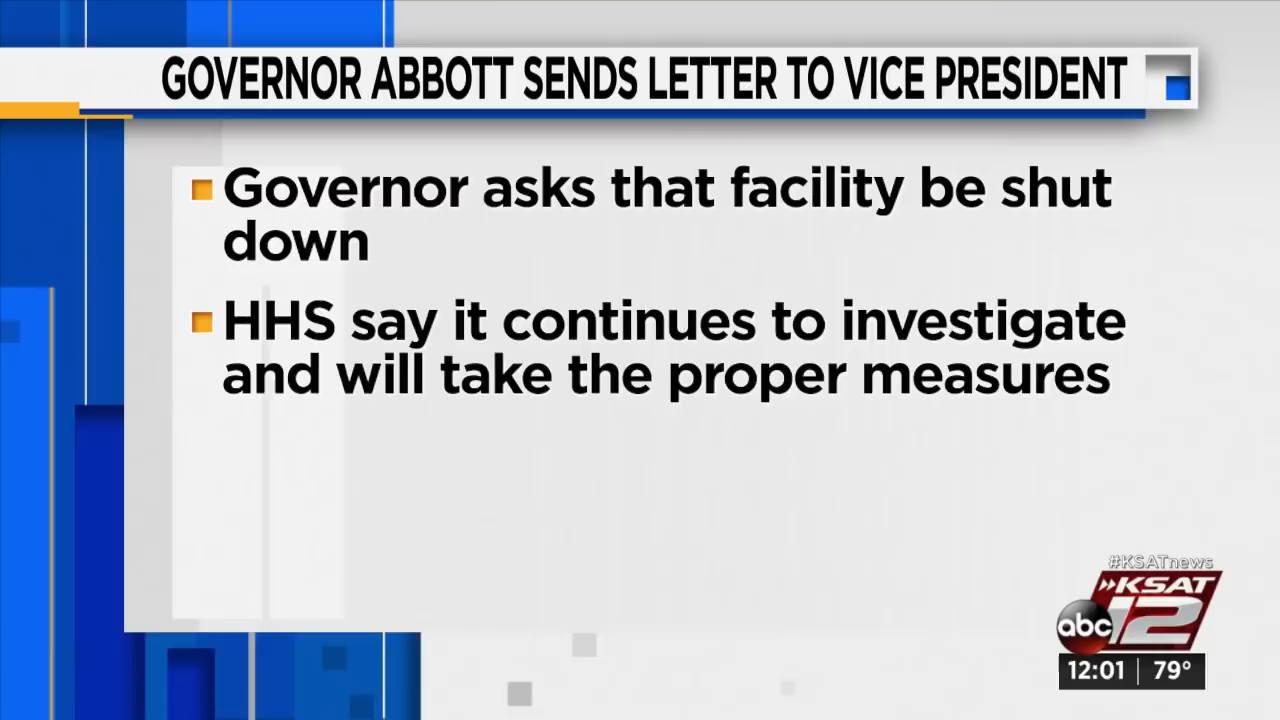 GOVERNOR ABBOTT SENDS LETTER TO VICE PRESIDENT
Governor asks that facility be shut
down
HHS say it continues to investigate
and will take the proper measures
#KSATnews
KSAT
abc 12
12:01 | 79°